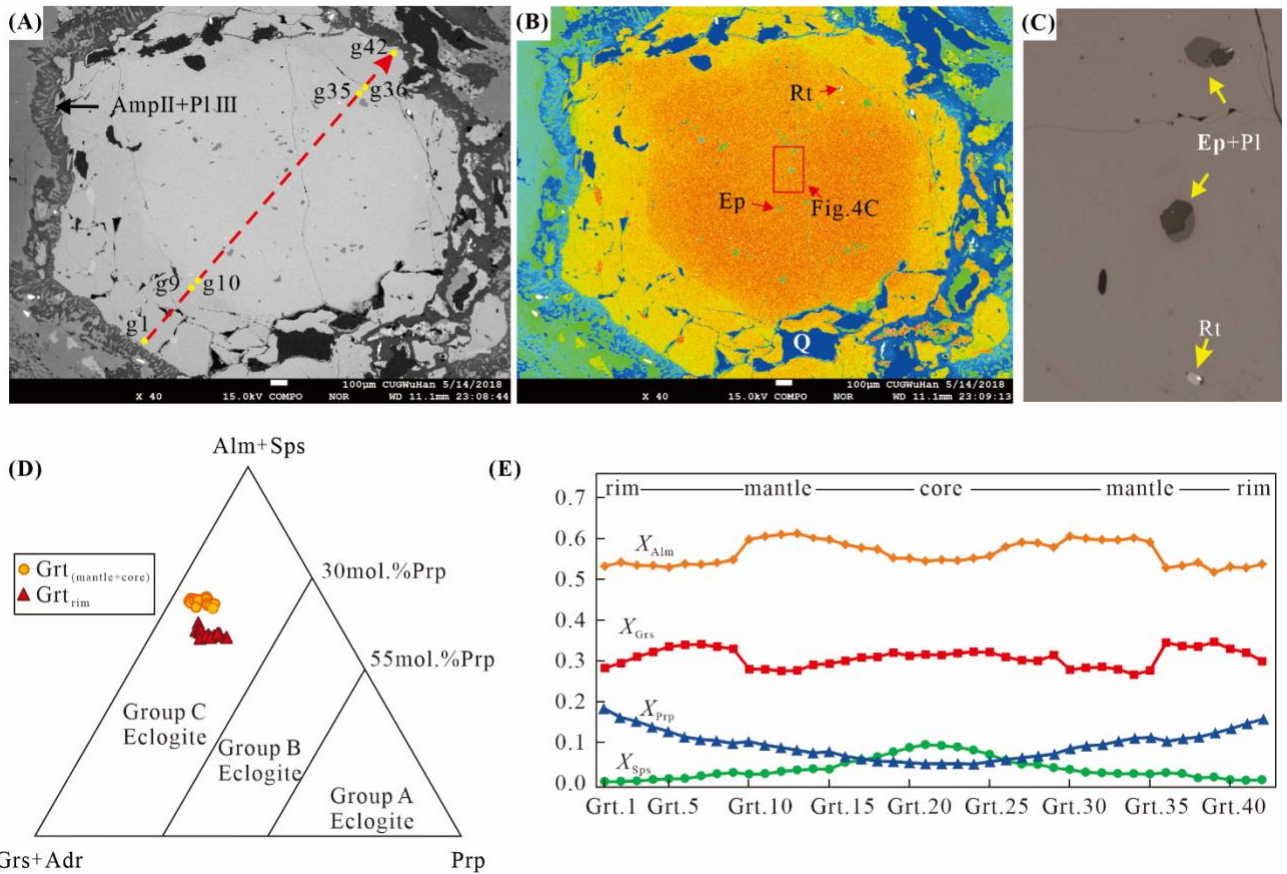 (A)
g42
g35
g36
AmpII+Pl III
g9
g10
g1
100µm CUGWuHan 5/14/2018
X 40 15.0kV COMPO NOR WD 11.1mm 23:08:44
(B)
Rt
Ep
Fig.4C
Q
100µm CUGWuHan 5/14/2018
X 40 15.0kV COMPO NOR WD 11.1mm 23:09:13
(C)
Ep+Pl
Rt
(D)
Alm+Sps
Grt(mantle+core)
Grt rim
30mol.%Prp
55mol.%Prp
Group C
Eclogite
Group B
Eclogite
Group A
Eclogite
Grs+Adr
Prp
(E)
rim mantle core mantle rim
0.7
0.6
0.5
0.4
0.3
0.2
0.1
0.0
XAlm
XGrs
XPrp
XSps
Grt.1 Grt.5 Grt.10 Grt.15 Grt.20 Grt.25 Grt.30 Grt.35 Grt.40